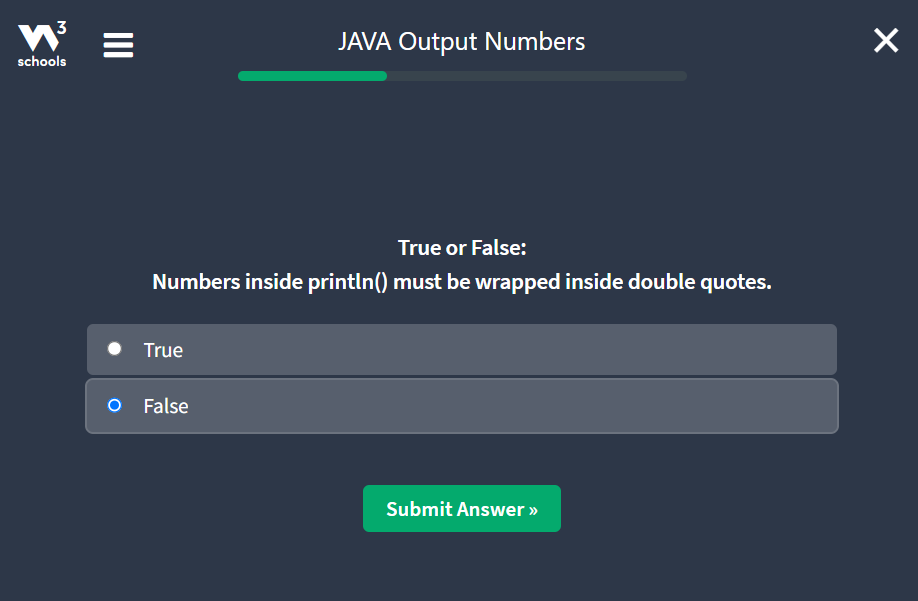 W3
schools
JAVA Output Numbers
True or False:
Numbers inside println() must be wrapped inside double quotes.
True
False
Submit Answer »